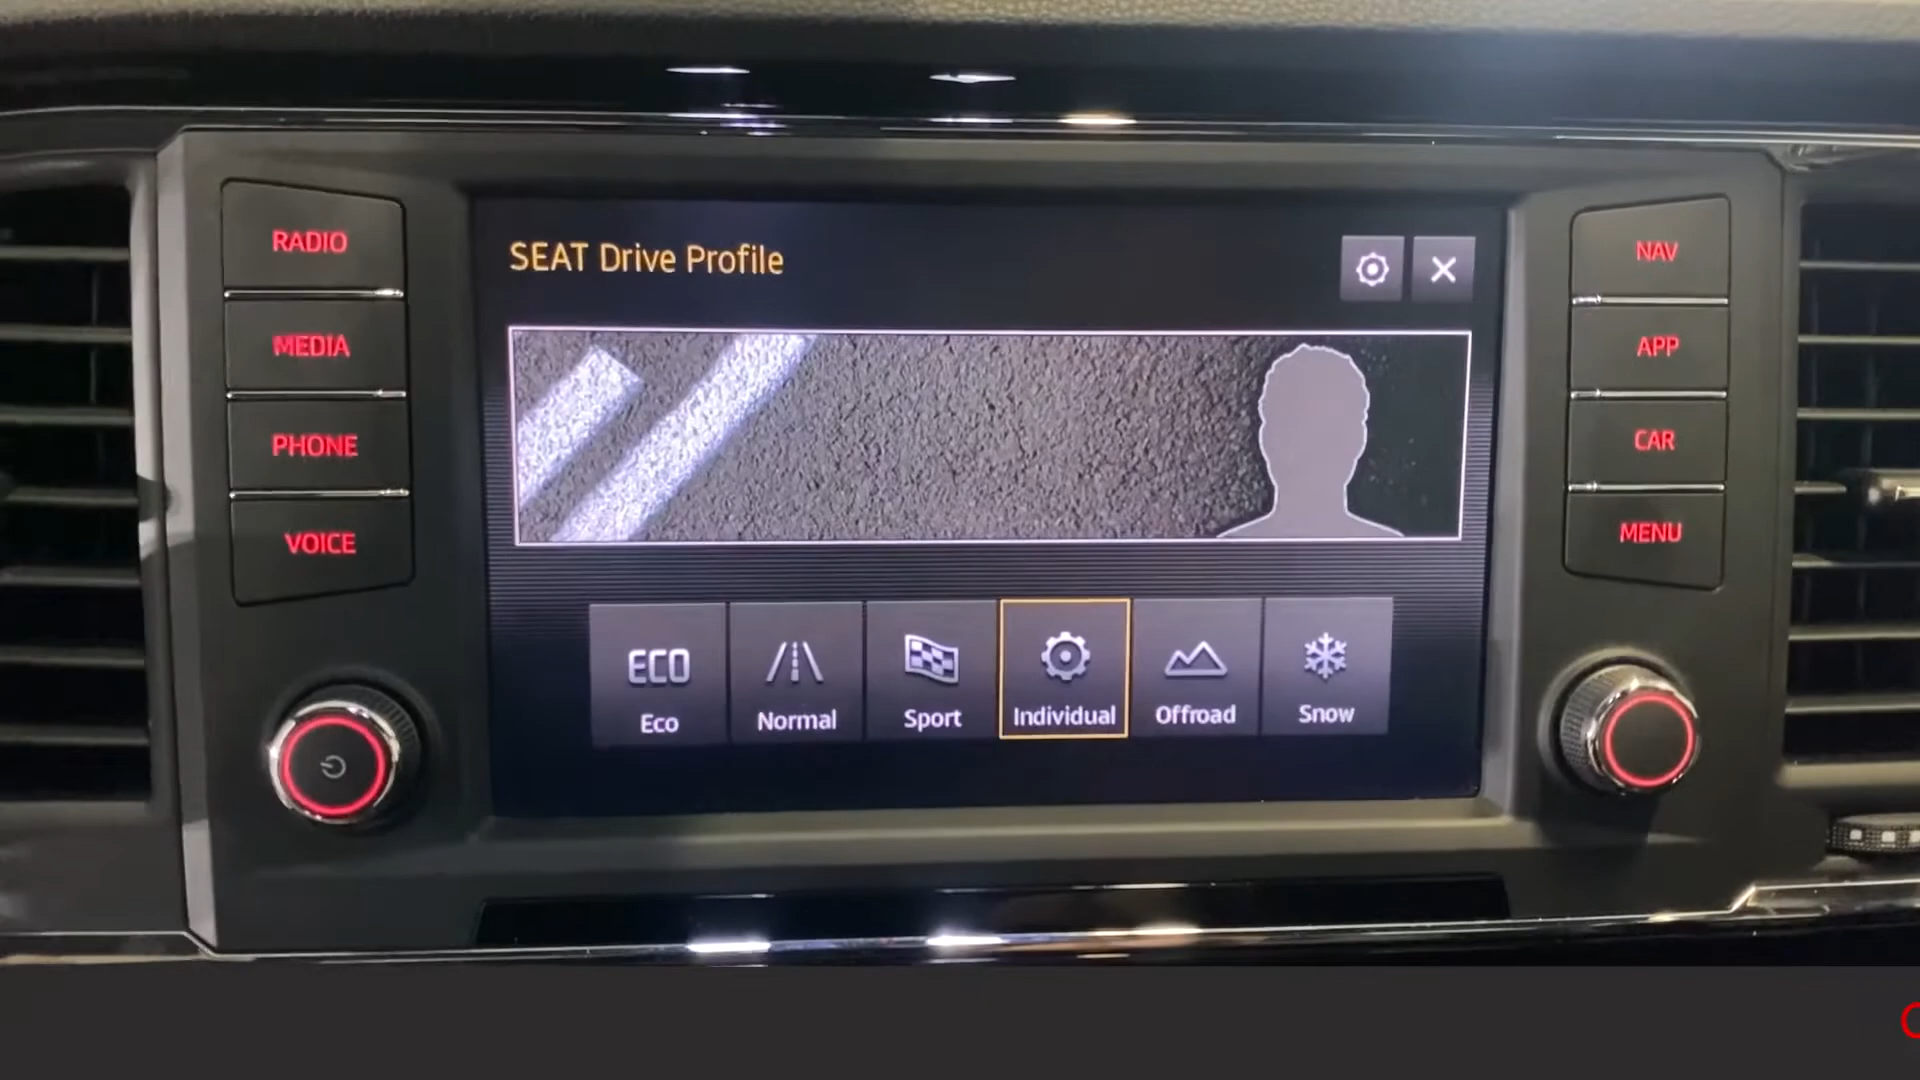 RADIO
MEDIA
PHONE
VOICE
SEAT Drive Profile
ECO
Eco
Normal
Sport
Individual
Offroad
Snow
NAV
APP
CAR
MENU